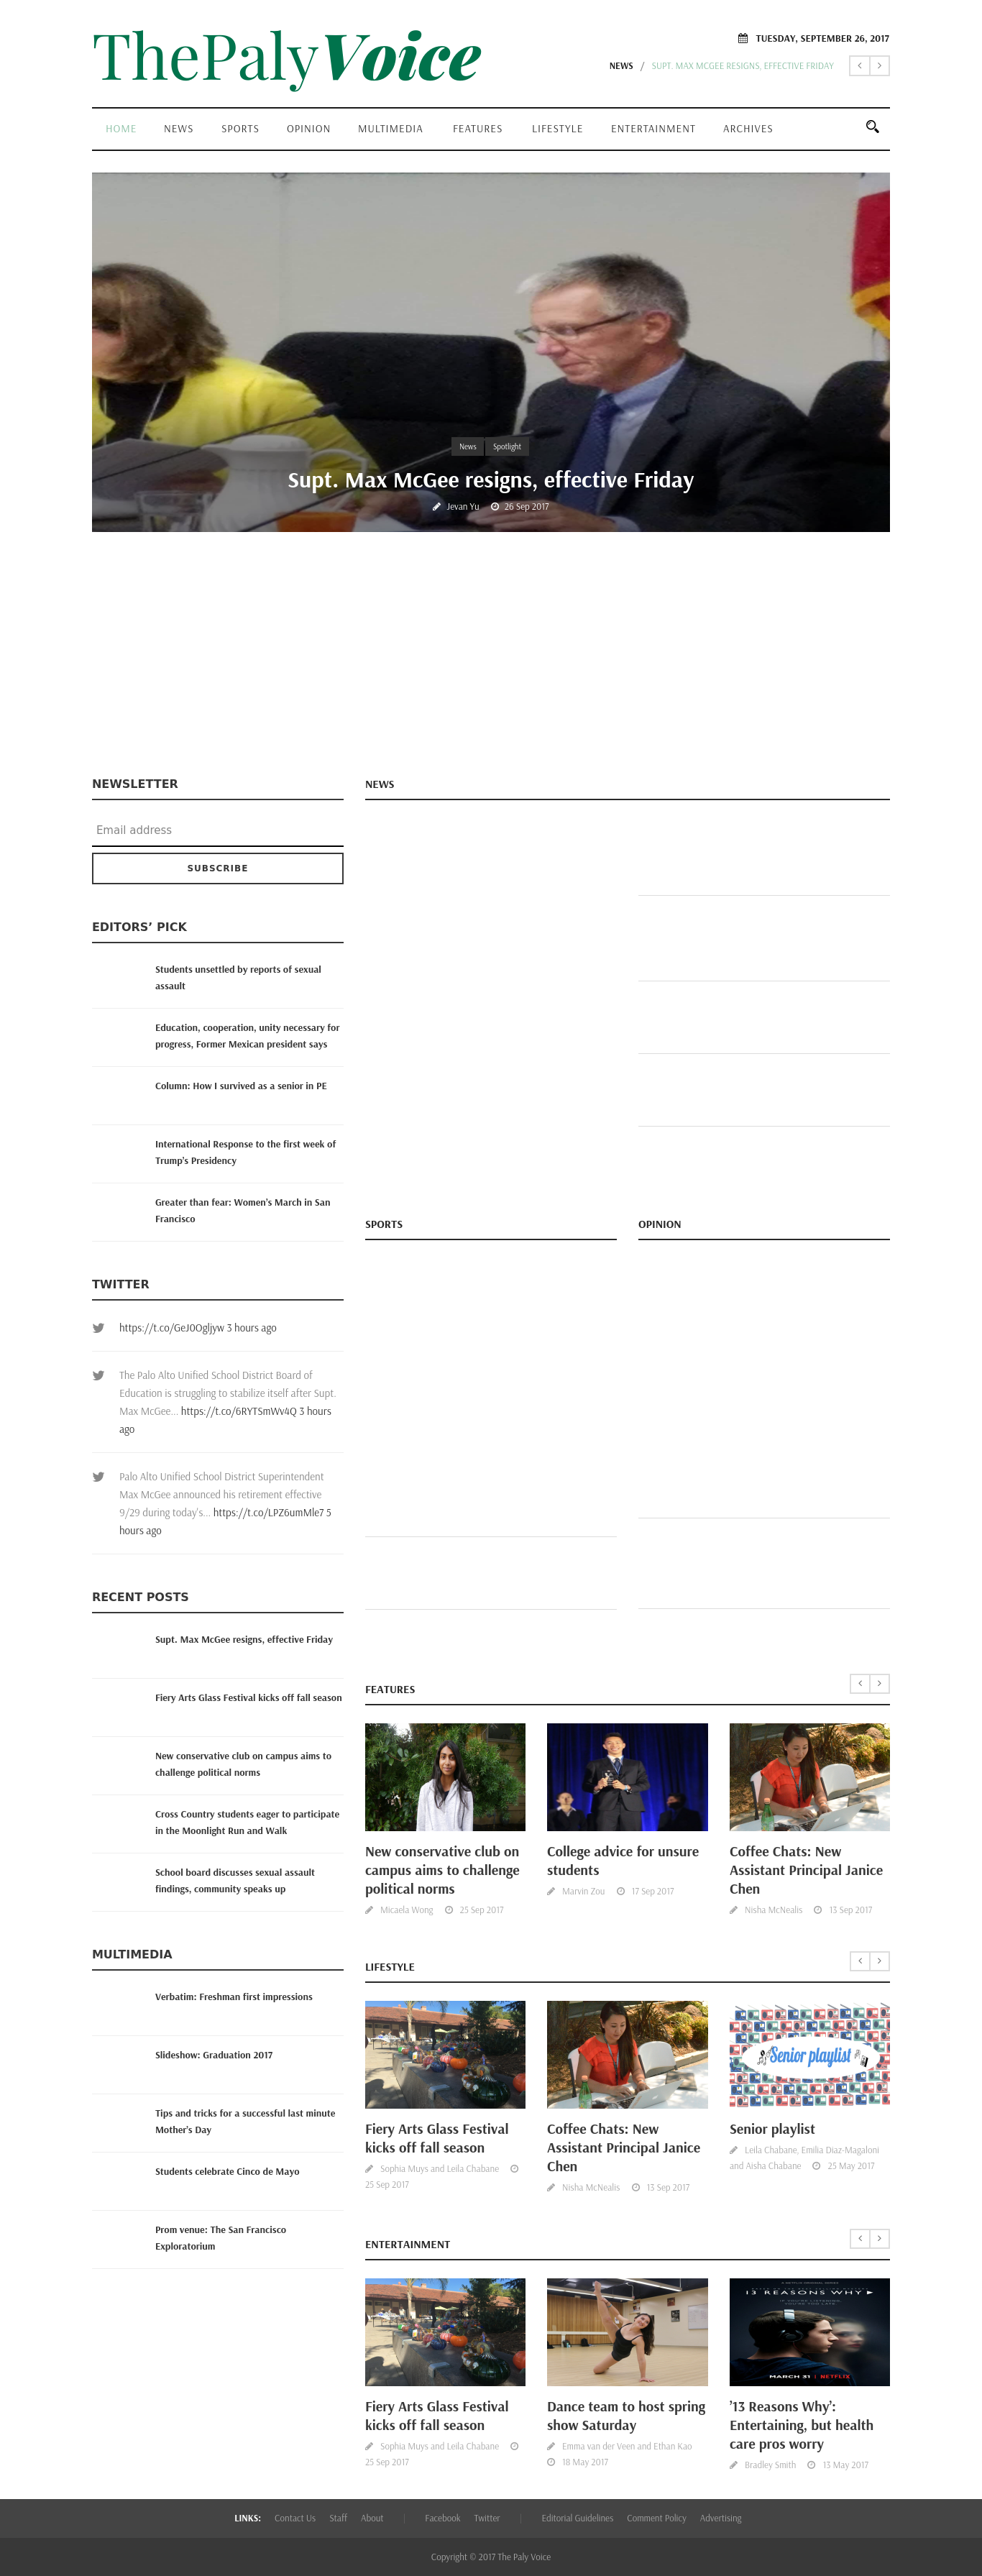 ThePalyVoice
TUESDAY, SEPTEMBER 26, 2017
NEWS / SUPT. MAX MCGEE RESIGNS, EFFECTIVE FRIDAY
HOME NEWS SPORTS OPINION MULTIMEDIA FEATURES LIFESTYLE ENTERTAINMENT ARCHIVES
News Spotlight
Supt. Max McGee resigns, effective Friday
Jevan Yu 26 Sep 2017
NEWSLETTER
Email address
SUBSCRIBE
EDITORS’ PICK
Students unsettled by reports of sexual
assault
Education, cooperation, unity necessary for
progress, Former Mexican president says
Column: How I survived as a senior in PE
International Response to the first week of
Trump’s Presidency
Greater than fear: Women’s March in San
Francisco
TWITTER
https://t.co/GeJ0Ogljyw 3 hours ago
The Palo Alto Unified School District Board of
Education is struggling to stabilize itself after Supt.
Max McGee... https://t.co/6RYTSmWv4Q 3 hours
ago
Palo Alto Unified School District Superintendent
Max McGee announced his retirement effective
9/29 during today's... https://t.co/LPZ6umMle7 5
hours ago
RECENT POSTS
Supt. Max McGee resigns, effective Friday
Fiery Arts Glass Festival kicks off fall season
New conservative club on campus aims to
challenge political norms
Cross Country students eager to participate
in the Moonlight Run and Walk
School board discusses sexual assault
findings, community speaks up
MULTIMEDIA
Verbatim: Freshman first impressions
Slideshow: Graduation 2017
Tips and tricks for a successful last minute
Mother’s Day
Students celebrate Cinco de Mayo
Prom venue: The San Francisco
Exploratorium
NEWS
SPORTS
OPINION
FEATURES
New conservative club on
campus aims to challenge
political norms
Micaela Wong 25 Sep 2017
College advice for unsure
students
Marvin Zou 17 Sep 2017
Coffee Chats: New
Assistant Principal Janice
Chen
Nisha McNealis 13 Sep 2017
LIFESTYLE
Fiery Arts Glass Festival
kicks off fall season
Sophia Muys and Leila Chabane
25 Sep 2017
Coffee Chats: New
Assistant Principal Janice
Chen
Nisha McNealis 13 Sep 2017
Senior playlist
Senior playlist
Leila Chabane, Emilia Diaz-Magaloni
and Aisha Chabane 25 May 2017
ENTERTAINMENT
Fiery Arts Glass Festival
kicks off fall season
Sophia Muys and Leila Chabane
25 Sep 2017
Dance team to host spring
show Saturday
Emma van der Veen and Ethan Kao
18 May 2017
13 REASONS WHY
MARCH 31 | NETFLIX
’13 Reasons Why’:
Entertaining, but health
care pros worry
Bradley Smith 13 May 2017
LINKS: Contact Us Staff About | Facebook Twitter | Editorial Guidelines Comment Policy Advertising
Copyright © 2017 The Paly Voice